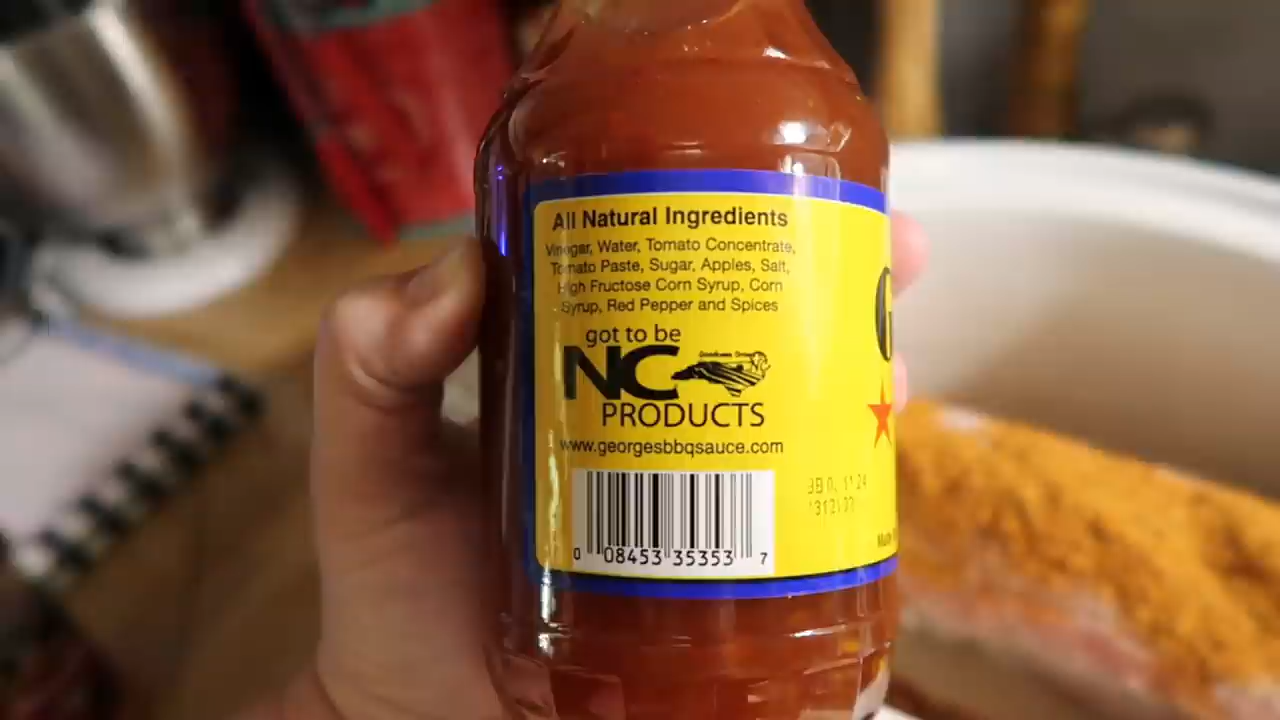 All Natural Ingredients
Vinegar, Water, Tomato Concentrate,
Tomato Paste, Sugar, Apples, Salt,
High Fructose Corn Syrup, Corn
Syrup, Red Pepper and Spices
got to be
NC
PRODUCTS
www.georgesbbqsauce.com
0 08453 35353 7